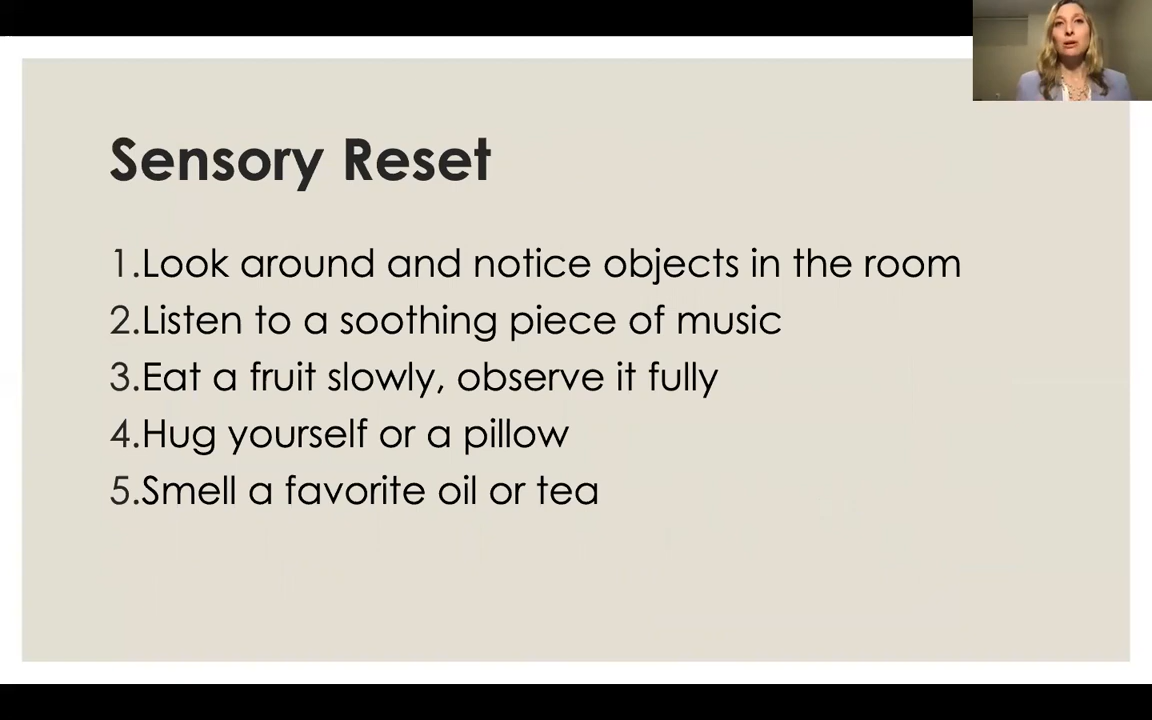 Sensory Reset
1.Look around and notice objects in the room
2.Listen to a soothing piece of music
3.Eat a fruit slowly, observe it fully
4.Hug yourself or a pillow
5.Smell a favorite oil or tea